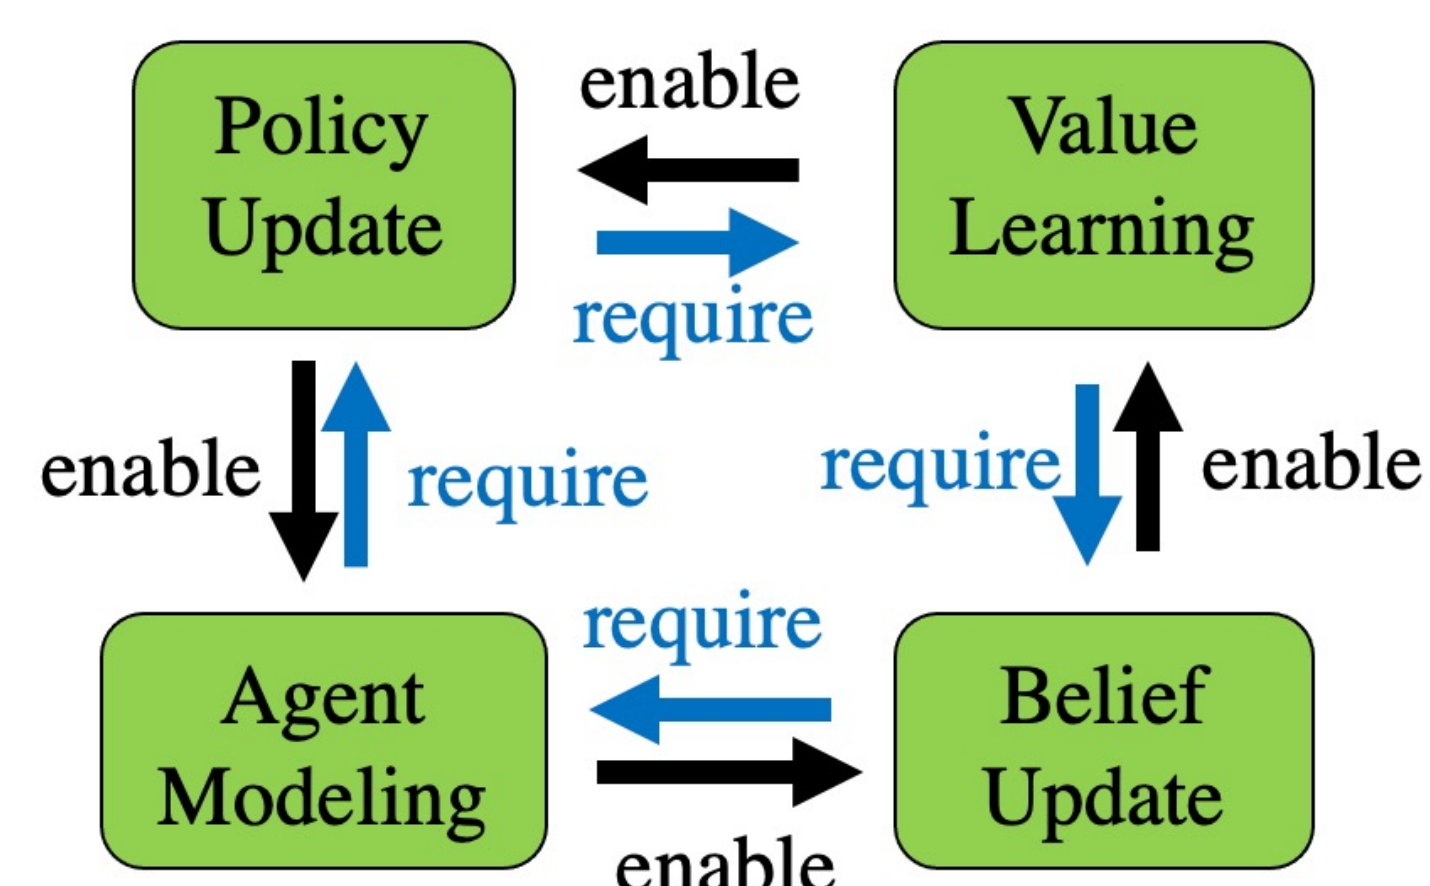 enable
Policy
Update
Value
Learning
require
enable
require
require
enable
require
Agent
Modeling
Belief
Update
enable